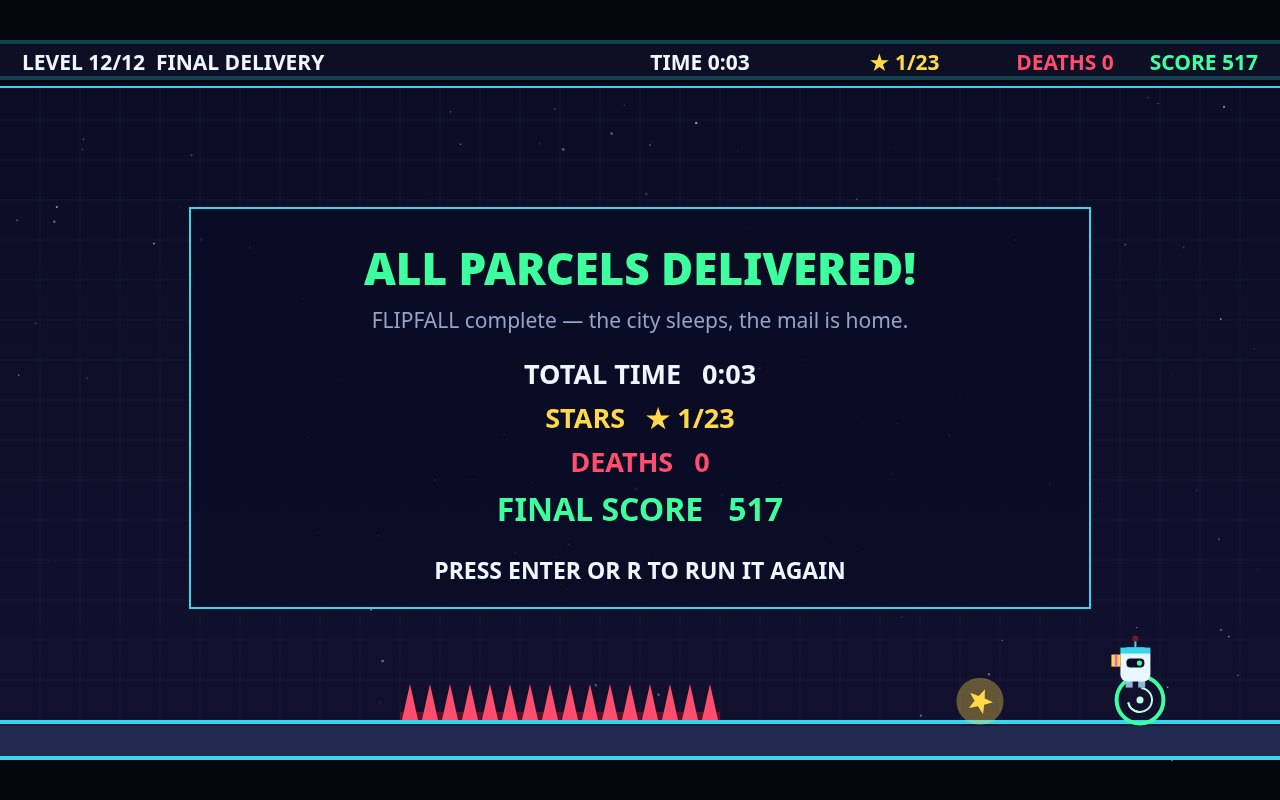 LEVEL 12/12 FINAL DELIVERY TIME 0:03 ★ 1/23 DEATHS 0 SCORE 517
ALL PARCELS DELIVERED!
FLIPFALL complete — the city sleeps, the mail is home.
TOTAL TIME 0:03
STARS ★ 1/23
DEATHS 0
FINAL SCORE 517
PRESS ENTER OR R TO RUN IT AGAIN